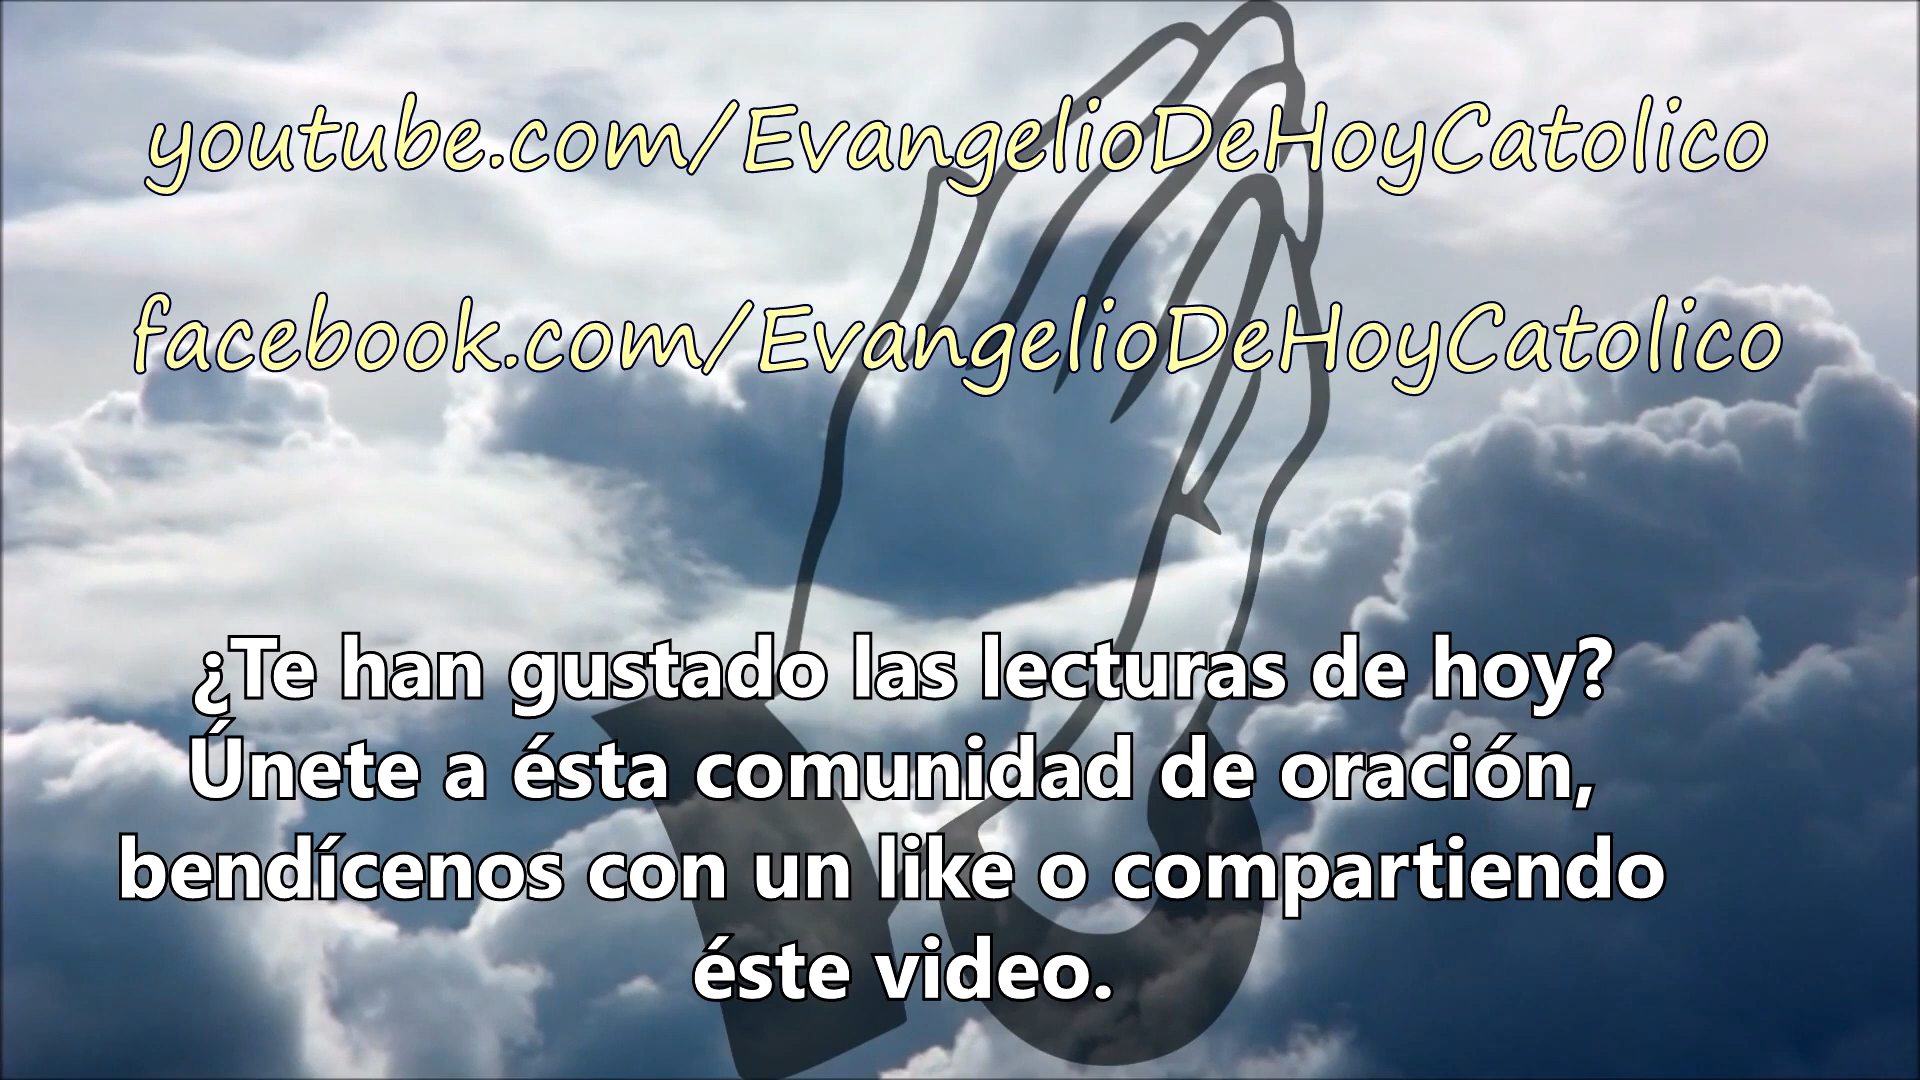 youtube.com/EvangelioDeHoyCatolico
facebook.com/EvangelioDeHoyCatolico
¿Te han gustado las lecturas de hoy?
Únete a ésta comunidad de oración,
bendícenos con un like o compartiendo
éste video.